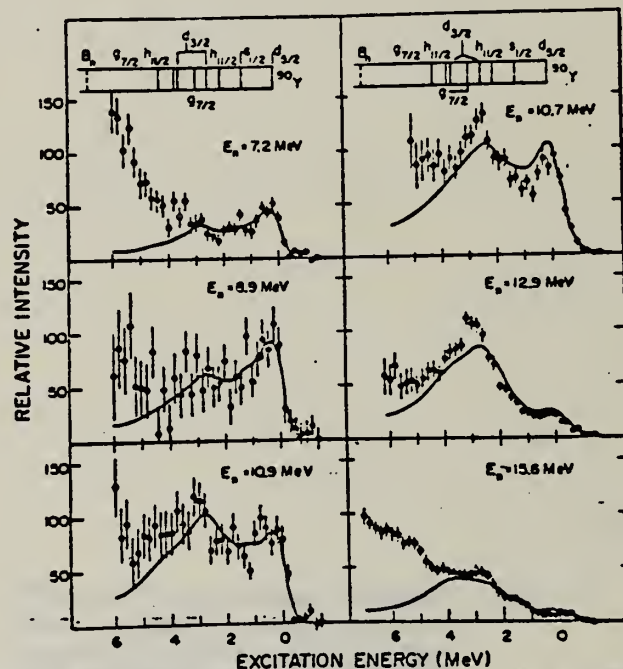 d3/2
Bn g7/2 h11/2 h11/2 s1/2 d5/2
90Y
g7/2
En = 7.2 MeV
150
100
50
d3/2
Bn g7/2 h11/2 h11/2 s1/2 d5/2
90Y
g7/2
En = 10.7 MeV
RELATIVE INTENSITY
En = 8.9 MeV
150
100
50
En = 12.9 MeV
En = 10.9 MeV
150
100
50
En = 15.6 MeV
6 4 2 0
6 4 2 0
EXCITATION ENERGY (MeV)